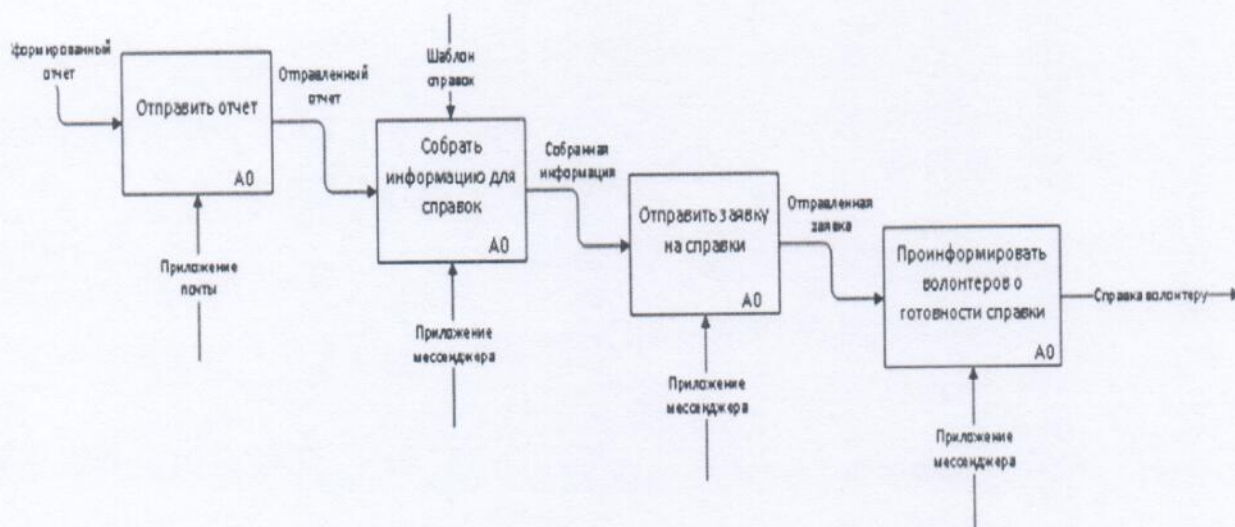 формированный
отчет
Отправить отчет
A0
Приложение
почты
Отправленный
отчет
Шаблон
справок
Собрать
информацию для
справок
A0
Приложение
мессенджера
Собранная
информация
Отправить заявку
на справки
A0
Приложение
мессенджера
Отправленная
заявка
Проинформировать
волонтеров о
готовности справки
A0
Приложение
мессенджера
Справка волонтеру